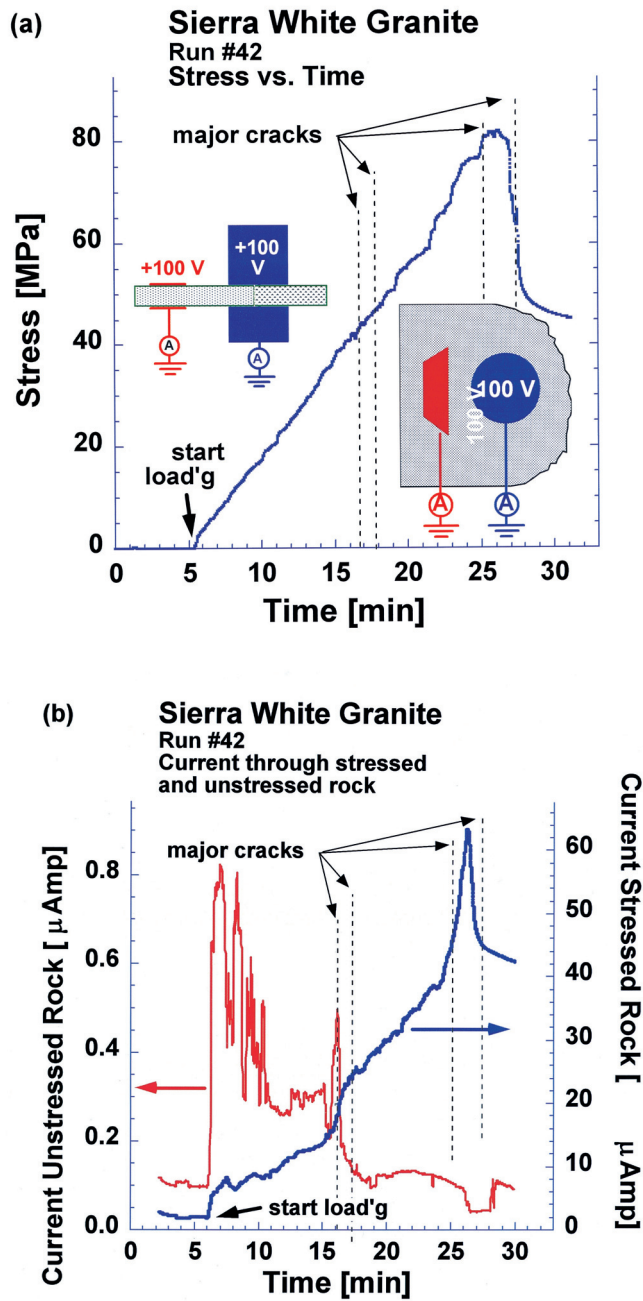 (a)
Sierra White Granite
Run #42
Stress vs. Time
major cracks
80
60
40
20
0
Stress [MPa]
+100 V
+100
V
A
A
100 V
100 V
A
A
start
load'g
0
5
10
15
20
25
30
Time [min]
(b)
Sierra White Granite
Run #42
Current through stressed
and unstressed rock
major cracks
0.8
0.6
0.4
0.2
0.0
Current Unstressed Rock [ μ Amp]
60
50
40
30
20
10
0
Current Stressed Rock [ μ Amp]
start load'g
0
5
10
15
20
25
30
Time [min]